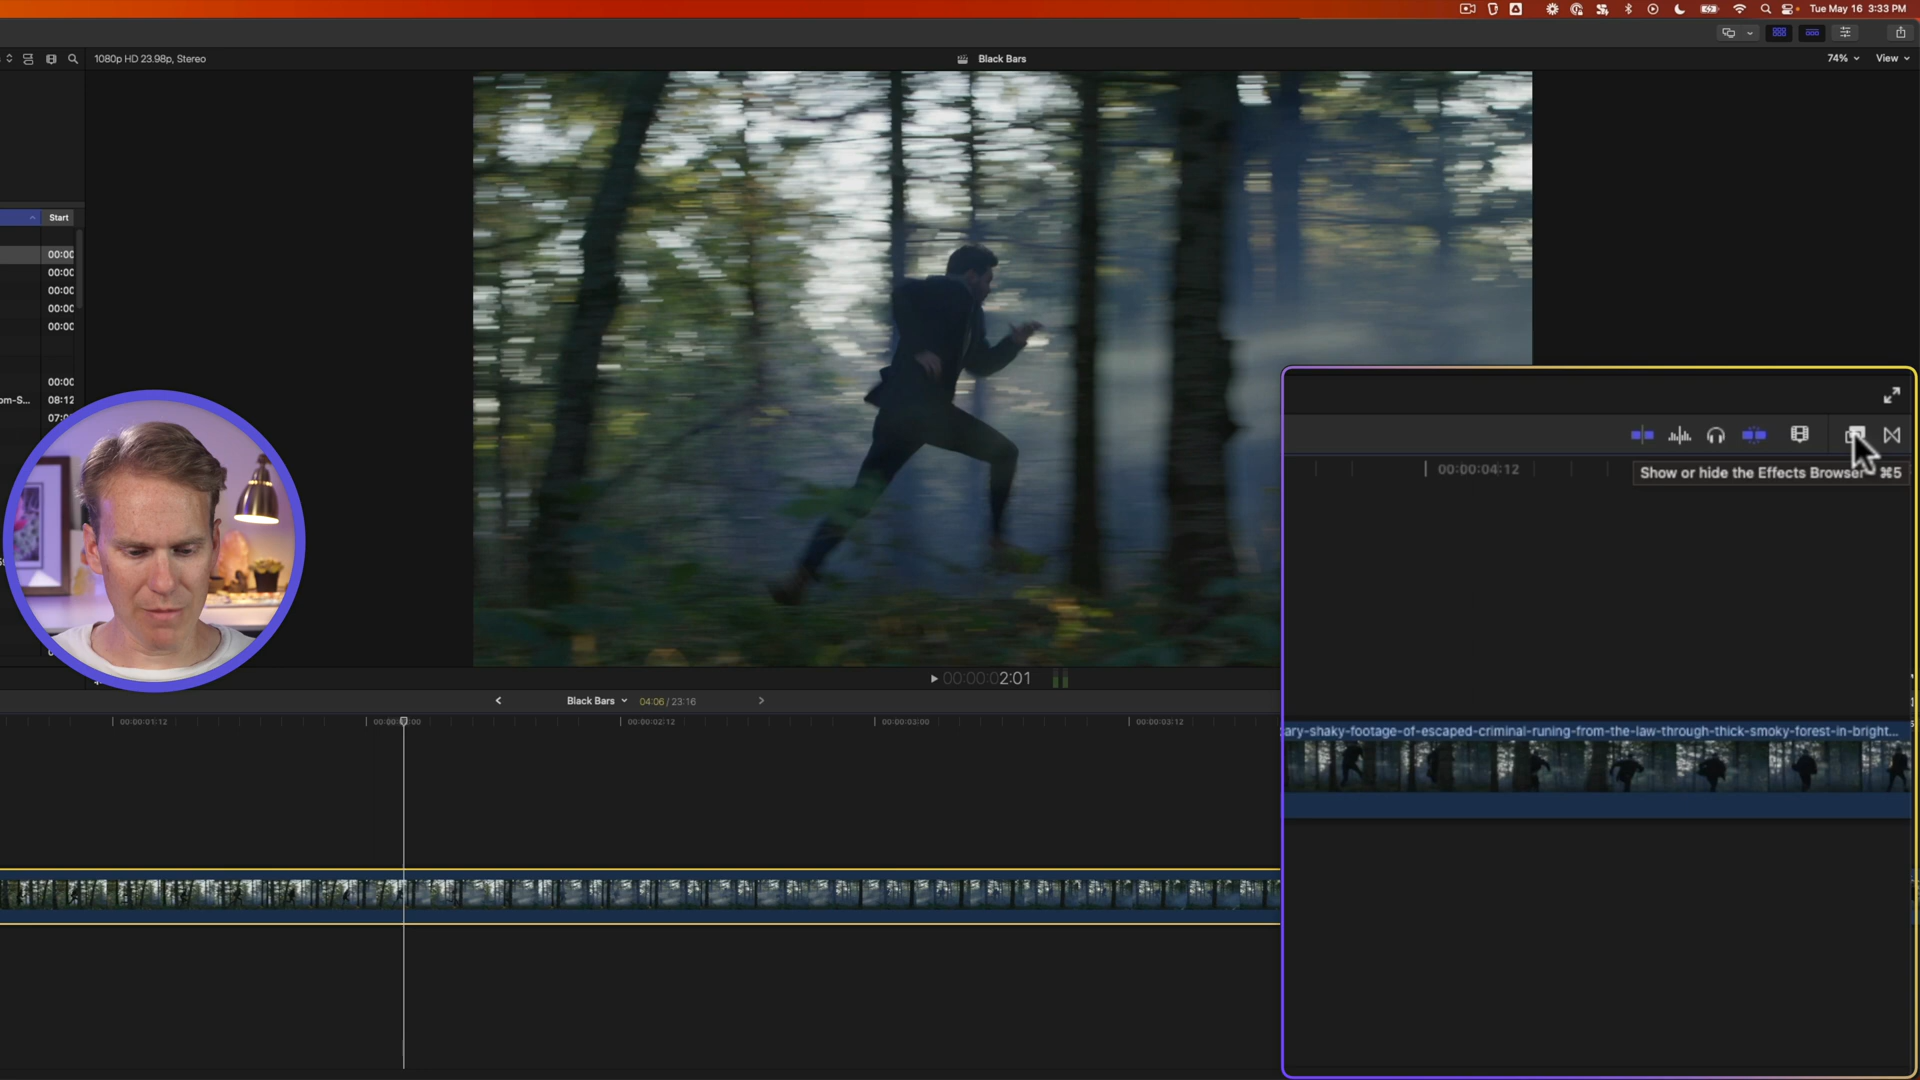 Tue May 16 3:33 PM
1080p HD 23.98p, Stereo
Black Bars
74%
View
Start
00:00
00:00
00:00
00:00
00:00
00:00
om-S...
08:12
07:0
00:00:04:12
Show or hide the Effects Browser ⌘5
00:00:02:01
Black Bars
04:06 / 23:16
00:00:01:12
00:00:02:12
00:00:03:00
00:00:03:12
ary-shaky-footage-of-escaped-criminal-runing-from-the-law-through-thick-smoky-forest-in-bright...